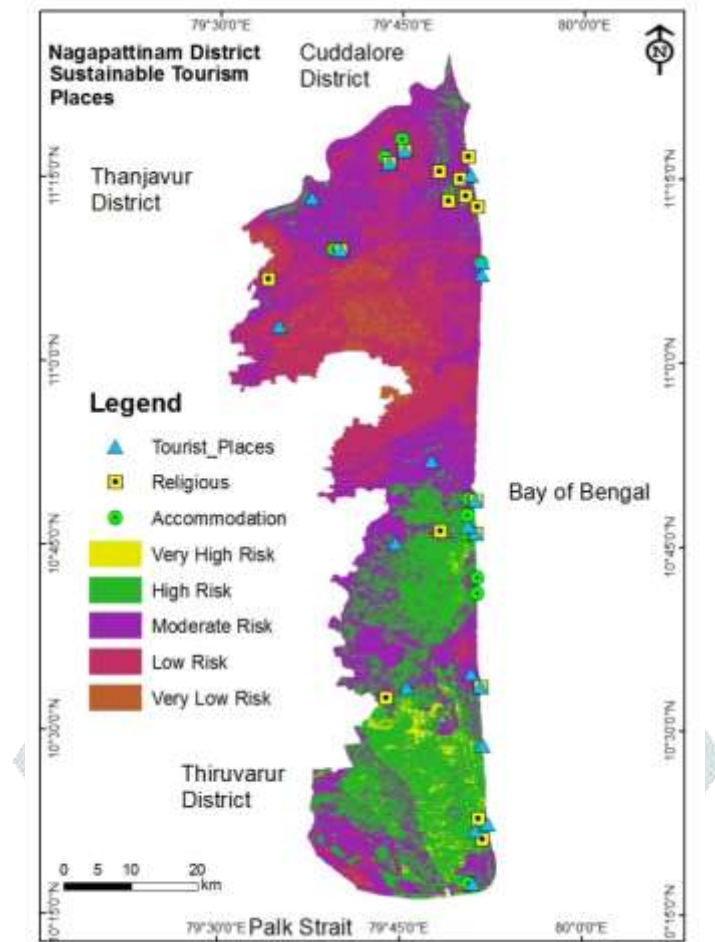 79°30'0"E
79°45'0"E
80°0'0"E
Nagapattinam District
Sustainable Tourism
Places
Cuddalore
District
N
11°15'0"N
11°15'0"N
Thanjavur
District
11°0'0"N
11°0'0"N
Legend
Tourist_Places
Religious
Accommodation
Very High Risk
High Risk
Moderate Risk
Low Risk
Very Low Risk
Bay of Bengal
10°45'0"N
10°45'0"N
10°30'0"N
10°30'0"N
Thiruvarur
District
0 5 10 20
km
10°15'0"N
10°15'0"N
79°30'0"E
Palk Strait
79°45'0"E
80°0'0"E